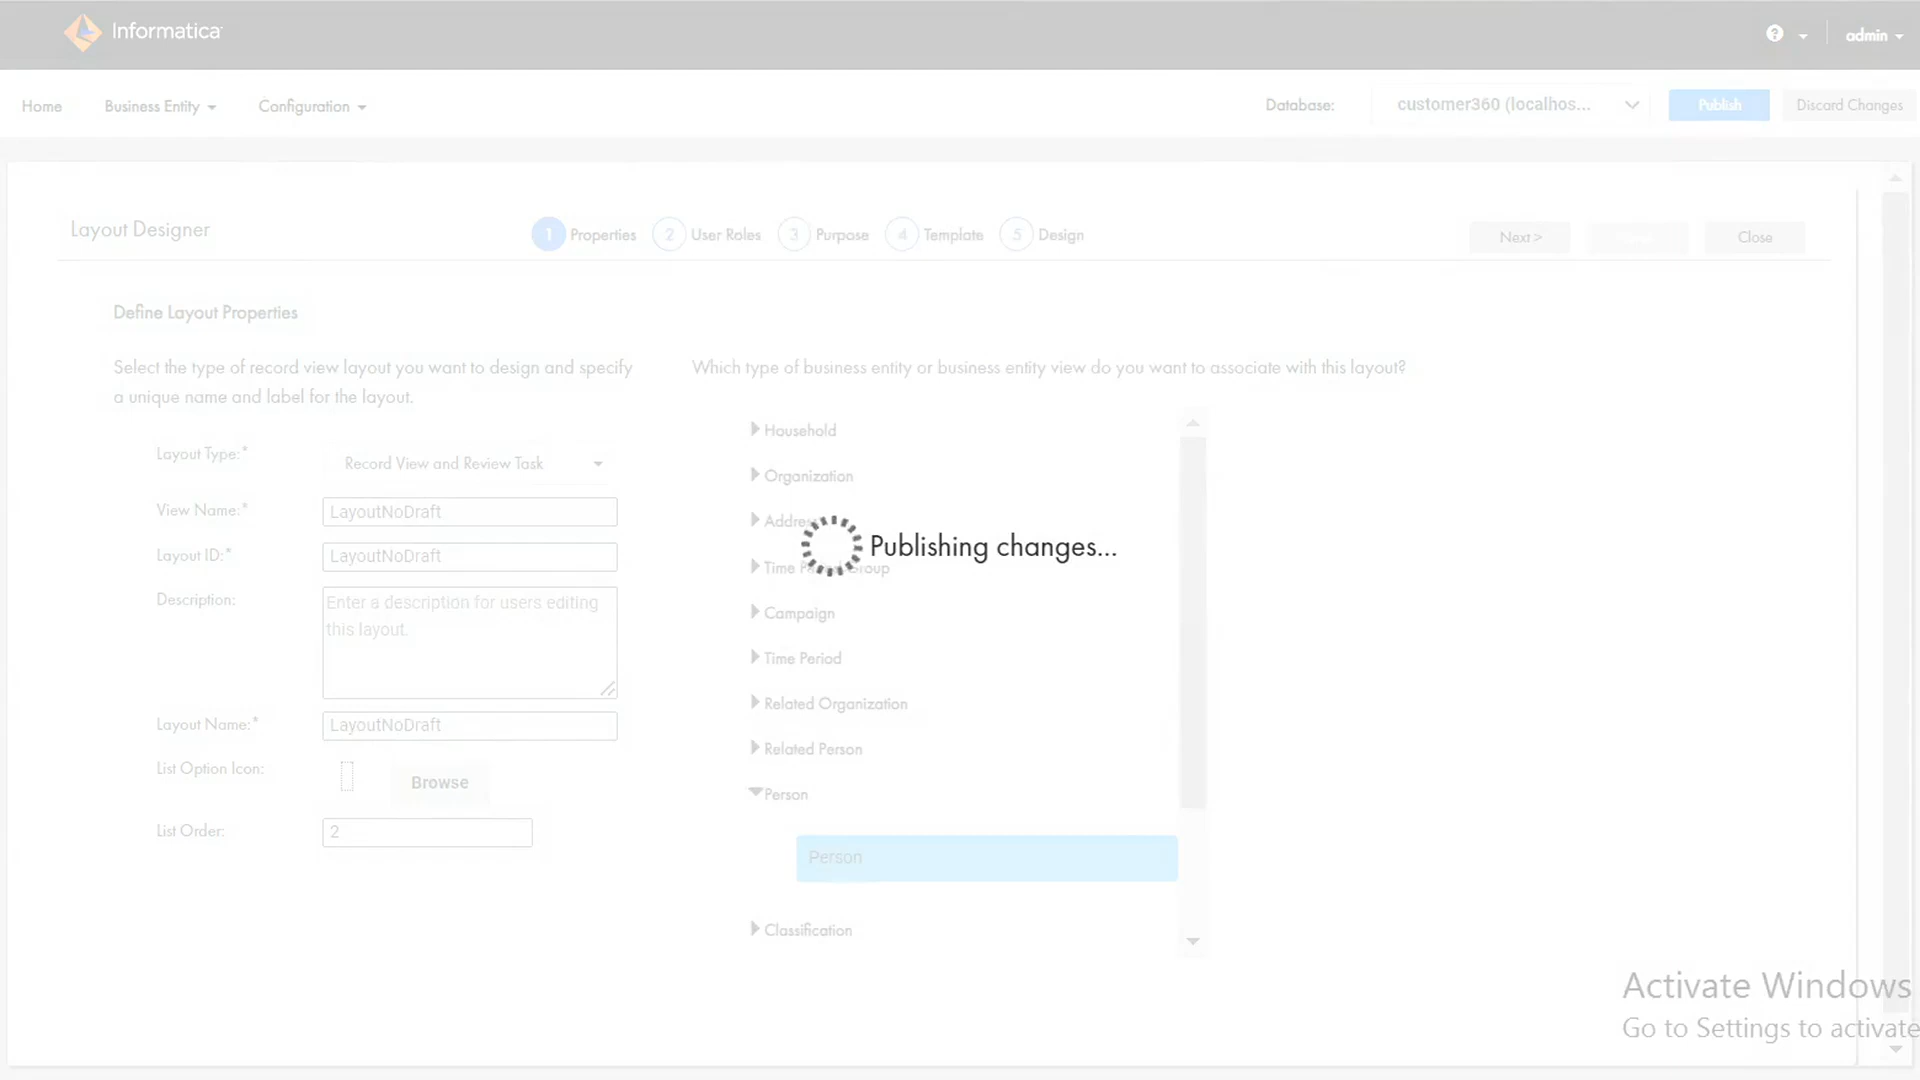 Informatica
? admin
Home Business Entity Configuration Database: customer360 (localhos... Publish Discard Changes
Layout Designer 1 Properties 2 User Roles 3 Purpose 4 Template 5 Design Next > Close
Define Layout Properties
Select the type of record view layout you want to design and specify
a unique name and label for the layout.
Layout Type:* Record View and Review Task
View Name:* LayoutNoDraft
Layout ID:* LayoutNoDraft
Description: Enter a description for users editing
this layout.
Layout Name:* LayoutNoDraft
List Option Icon: Browse
List Order: 2
Which type of business entity or business entity view do you want to associate with this layout?
Household
Organization
Publishing changes...
Campaign
Time Period
Related Organization
Related Person
Person
Person
Classification
Activate Windows
Go to Settings to activate